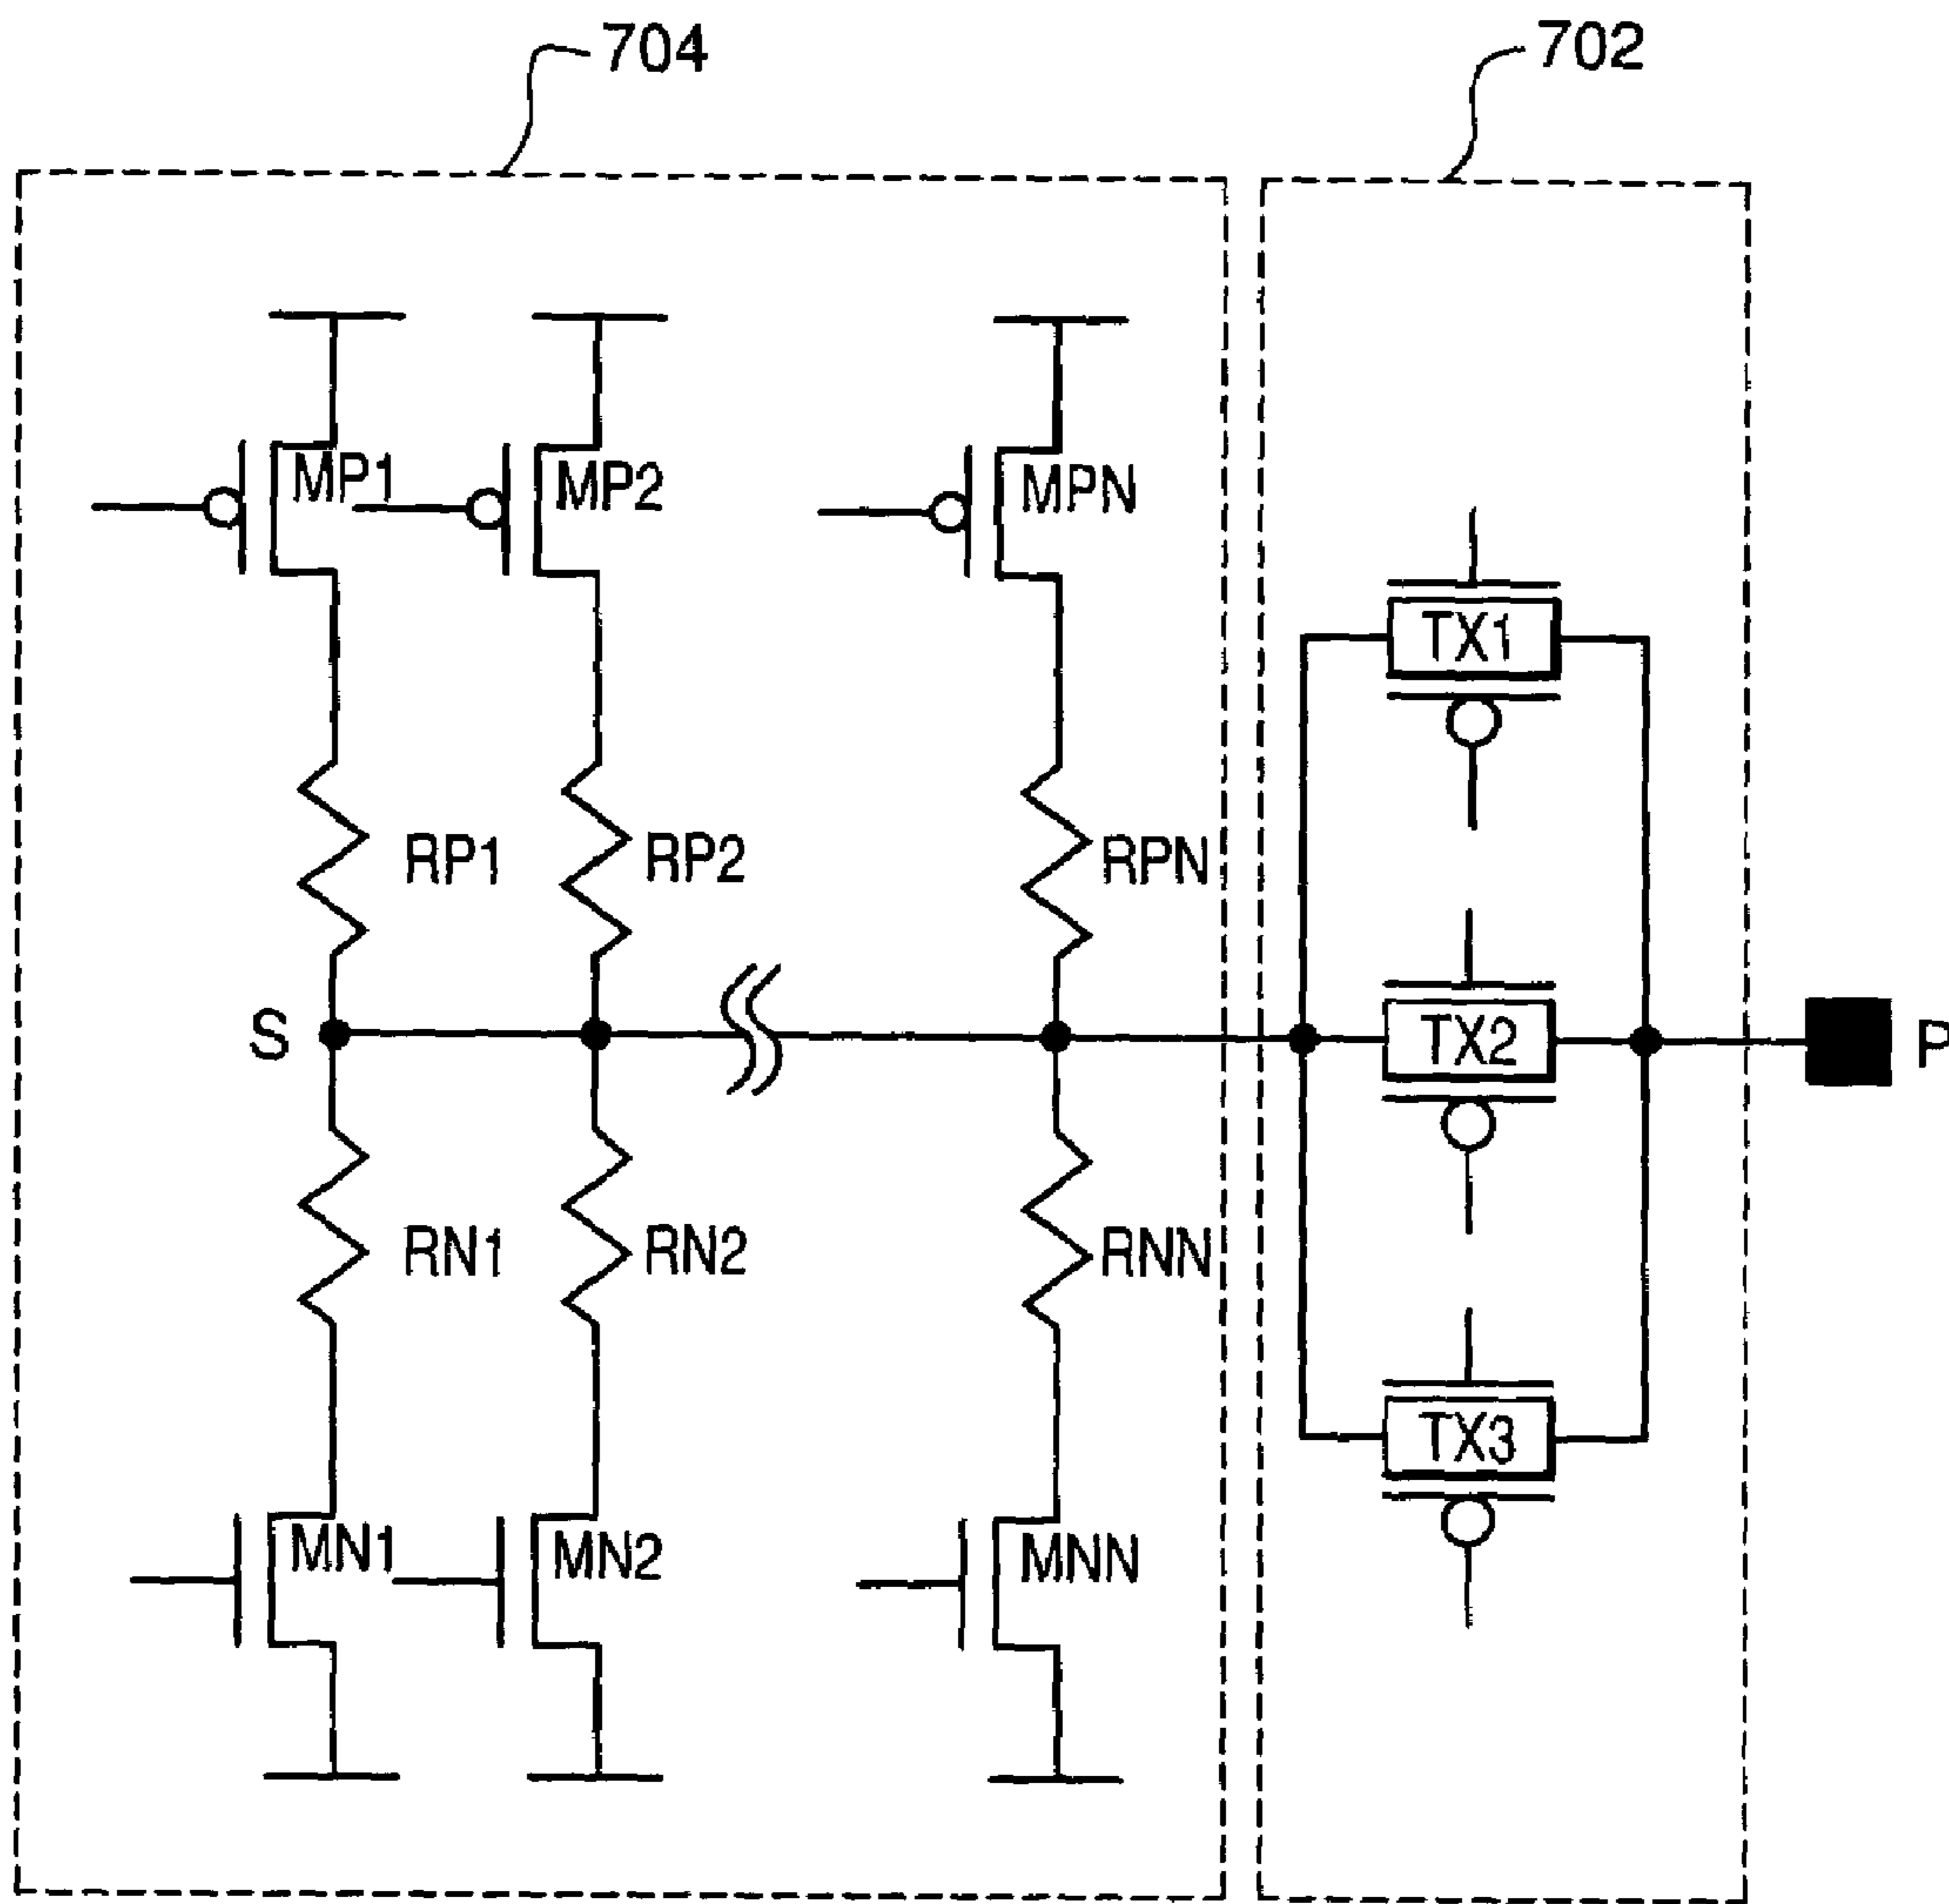 704
702
MP1
MP2
MPN
TX1
RP1
RP2
RPN
S
TX2
P
RN1
RN2
RNN
TX3
MN1
MN2
MNN